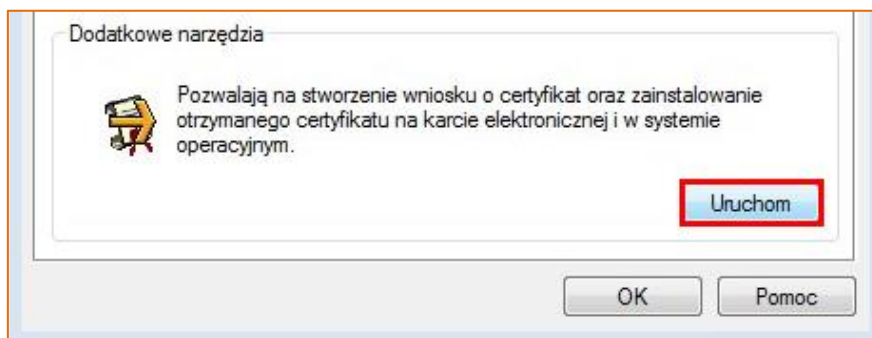 Dodatkowe narzędzia
Pozwalają na stworzenie wniosku o certyfikat oraz zainstalowanie
otrzymanego certyfikatu na karcie elektronicznej i w systemie
operacyjnym.
Uruchom
OK
Pomoc